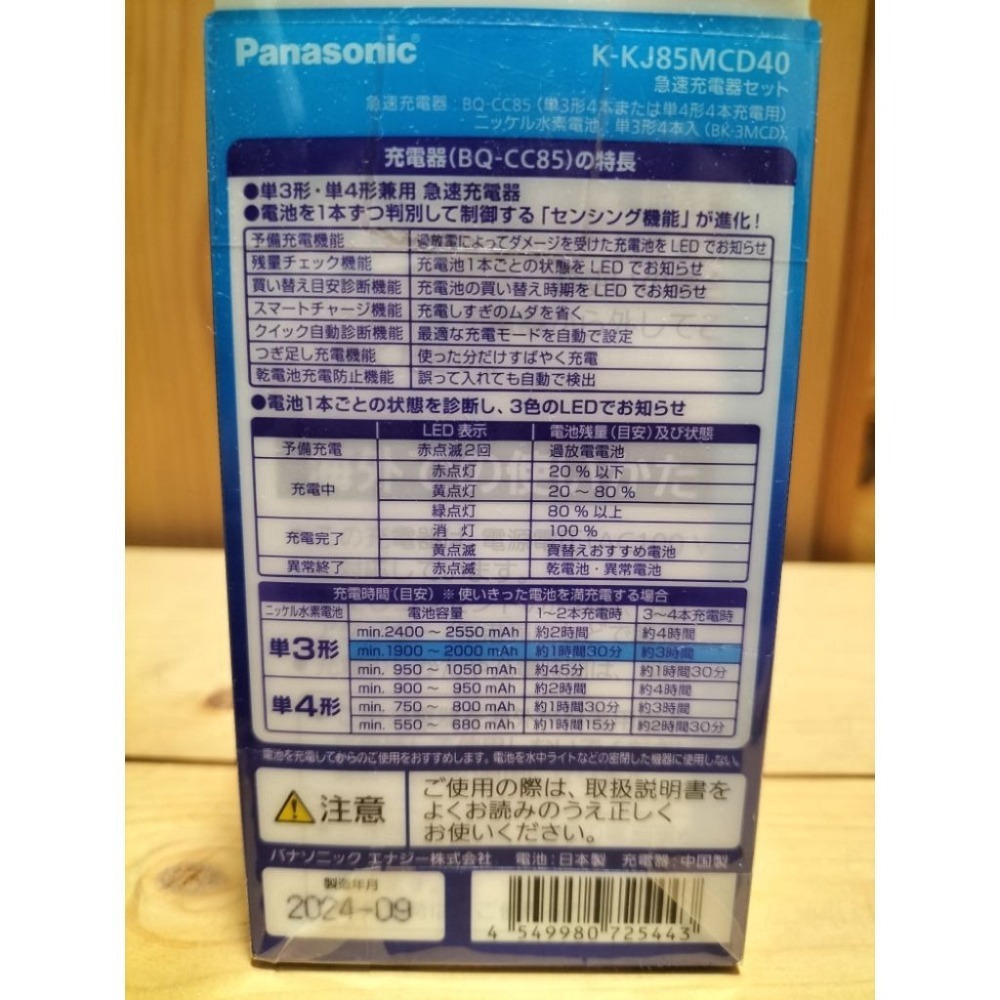 Panasonic
K-KJ85MCD40
急速充電器セット
急速充電器：BQ-CC85（単3形4本または単4形4本充電用）
ニッケル水素電池：単3形4本入（BK-3MCD）
充電器(BQ-CC85)の特長
●単3形・単4形兼用 急速充電器
●電池を1本ずつ判別して制御する「センシング機能」が進化！
予備充電機能 過放電によってダメージを受けた充電池を LED でお知らせ
残量チェック機能 充電池1本ごとの状態を LED でお知らせ
買い替え目安診断機能 充電池の買い替え時期を LED でお知らせ
スマートチャージ機能 充電しすぎのムダを省く
クイック自動診断機能 最適な充電モードを自動で設定
つぎ足し充電機能 使った分だけすばやく充電
乾電池充電防止機能 誤って入れても自動で検出
●電池1本ごとの状態を診断し、3色のLEDでお知らせ
LED 表示 電池残量（目安）及び状態
予備充電 赤点滅2回 過放電電池
充電中 赤点灯 20 % 以下
黄点灯 20 〜 80 %
緑点灯 80 % 以上
充電完了 消 灯 100 %
黄点滅 買替えおすすめ電池
異常終了 赤点滅 乾電池・異常電池
充電時間（目安）※ 使いきった電池を満充電する場合
ニッケル水素電池 電池容量 1〜2本充電時 3〜4本充電時
単3形 min.2400 〜 2550 mAh 約2時間 約4時間
min.1900 〜 2000 mAh 約1時間30分 約3時間
min. 950 〜 1050 mAh 約45分 約1時間30分
単4形 min. 900 〜 950 mAh 約2時間 約4時間
min. 750 〜 800 mAh 約1時間30分 約3時間
min. 550 〜 680 mAh 約1時間15分 約2時間30分
電池を充電してからのご使用をおすすめします。電池を水中ライトなどの密閉した機器に使用しない。
注意
ご使用の際は、取扱説明書を
よくお読みのうえ正しく
お使いください。
パナソニック エナジー株式会社 電池：日本製 充電器：中国製
製造年月
2024-09
4 549980 725443